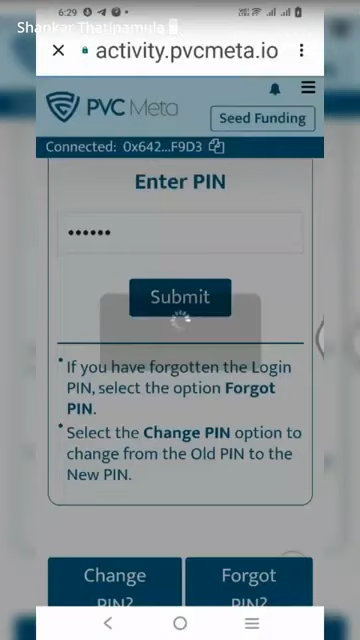 6:29
Shankar Thatipamula
activity.pvcmeta.io
PVC Meta
Seed Funding
Connected: 0x642...F9D3
Enter PIN
••••••
Submit
• If you have forgotten the Login
PIN, select the option Forgot
PIN.
• Select the Change PIN option to
change from the Old PIN to the
New PIN.
Change
PIN?
Forgot
PIN?